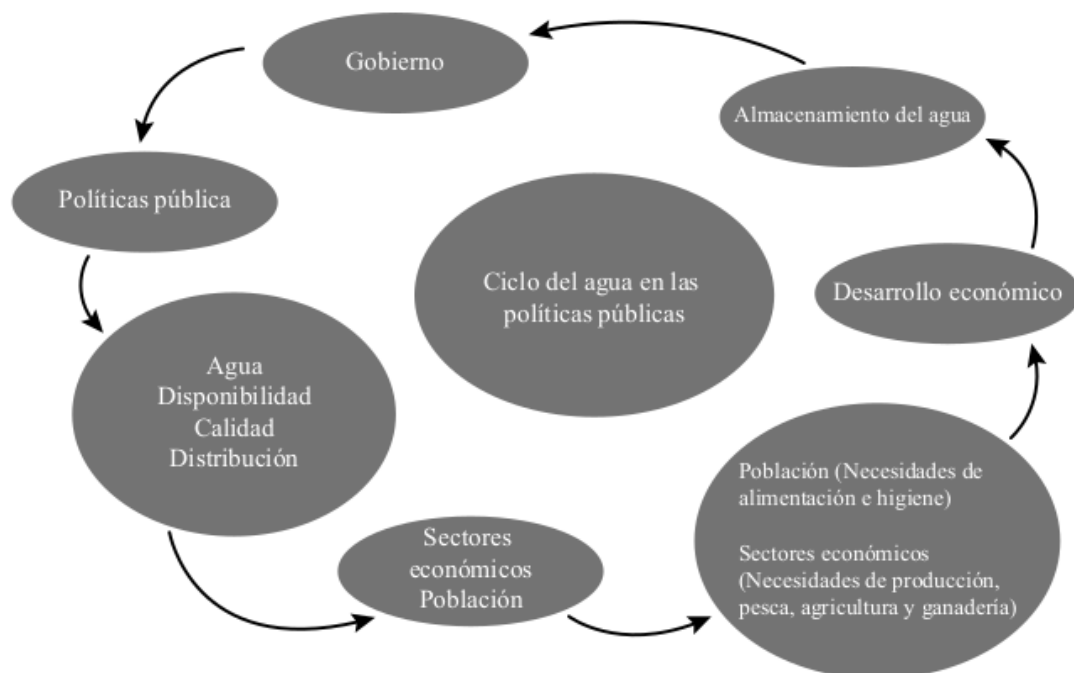 Gobierno
Almacenamiento del agua
Políticas pública
Ciclo del agua en las
políticas públicas
Desarrollo económico
Agua
Disponibilidad
Calidad
Distribución
Sectores
económicos
Población
Población (Necesidades de
alimentación e higiene)
Sectores económicos
(Necesidades de producción,
pesca, agricultura y ganadería)